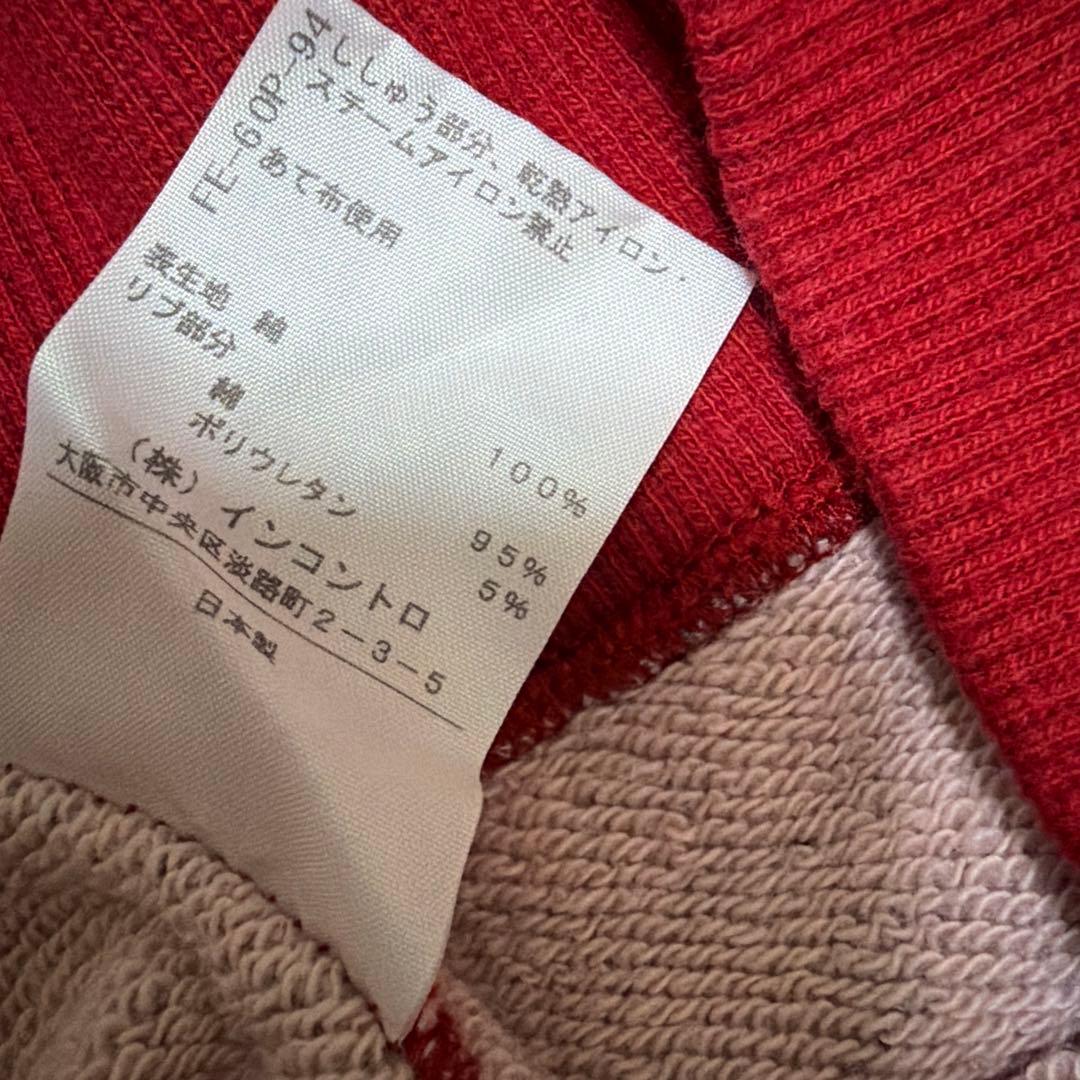 FE-60P-94
ししゅう部分、乾熱アイロン・
スチームアイロン禁止
あて布使用
表生地 綿 100%
リブ部分
綿 95%
ポリウレタン 5%
(株) インコントロ
大阪市中央区淡路町2-3-5
日本製